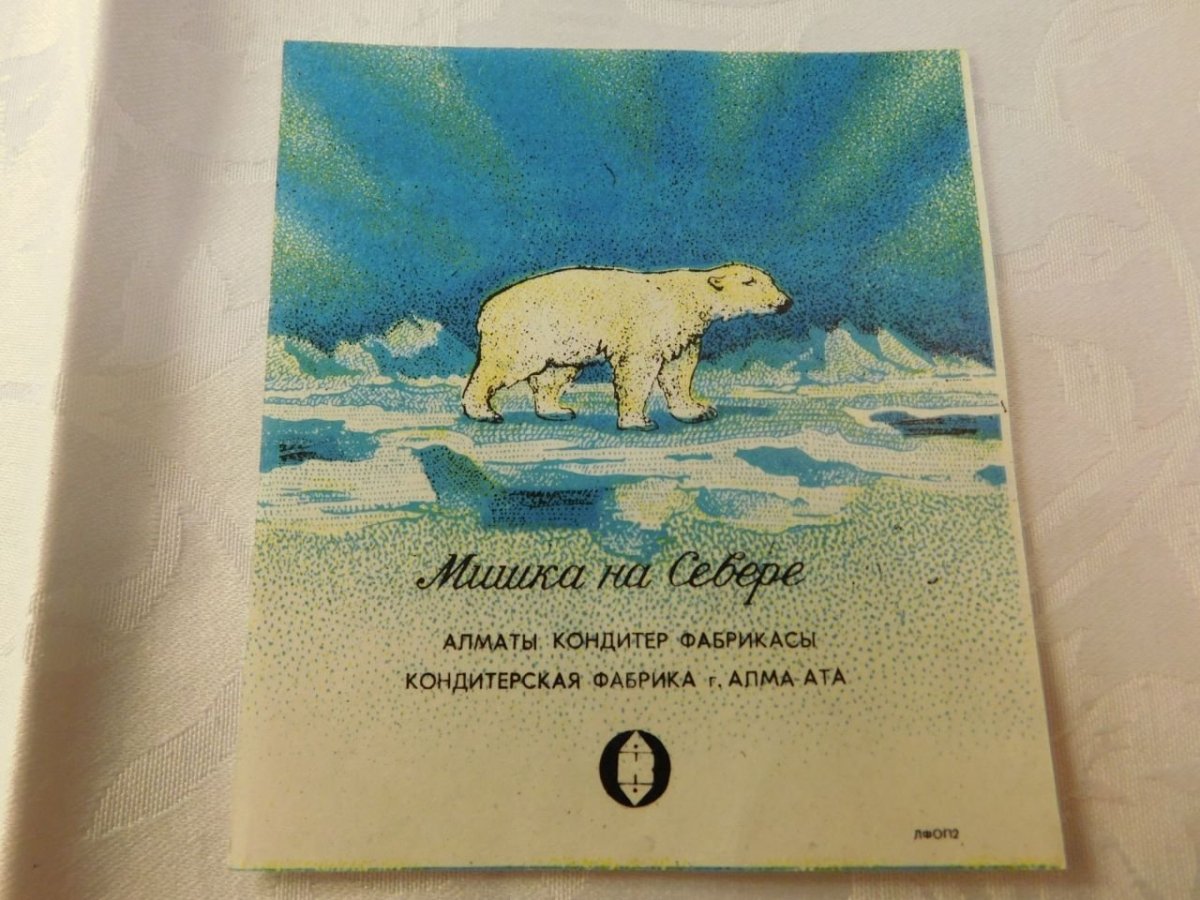 Мишка на Севере
АЛМАТЫ КОНДИТЕР ФАБРИКАСЫ
КОНДИТЕРСКАЯ ФАБРИКА г. АЛМА-АТА
ЛФОП2